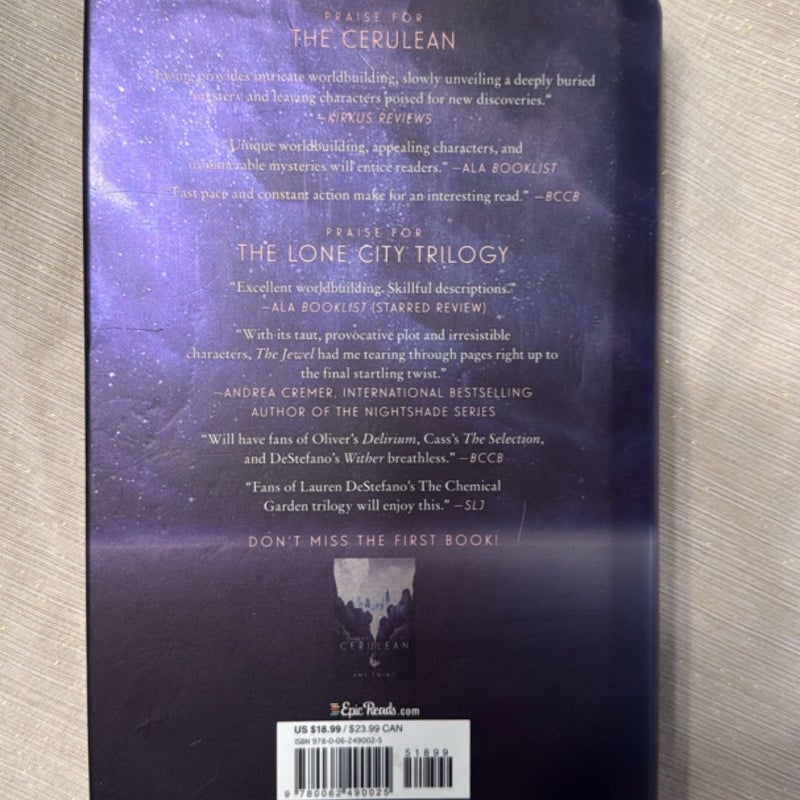 PRAISE FOR
THE CERULEAN
provides intricate worldbuilding, slowly unveiling a deeply buried
mystery and leaving characters poised for new discoveries.”
—KIRKUS REVIEWS
“Unique worldbuilding, appealing characters, and
innumerable mysteries will entice readers.” —ALA BOOKLIST
“Fast pace and constant action make for an interesting read.” —BCCB
PRAISE FOR
THE LONE CITY TRILOGY
“Excellent worldbuilding. Skillful descriptions.”
—ALA BOOKLIST (STARRED REVIEW)
“With its taut, provocative plot and irresistible
characters, The Jewel had me tearing through pages right up to
the final startling twist.”
—ANDREA CREMER, INTERNATIONAL BESTSELLING
AUTHOR OF THE NIGHTSHADE SERIES
“Will have fans of Oliver’s Delirium, Cass’s The Selection,
and DeStefano’s Wither breathless.” —BCCB
“Fans of Lauren DeStefano’s The Chemical
Garden trilogy will enjoy this.” —SLJ
DON’T MISS THE FIRST BOOK!
CERULEAN
AMY EWING
EpicReads.com
US $18.99 / $23.99 CAN
ISBN 978-0-06-249002-5
51899
9 780062 490025